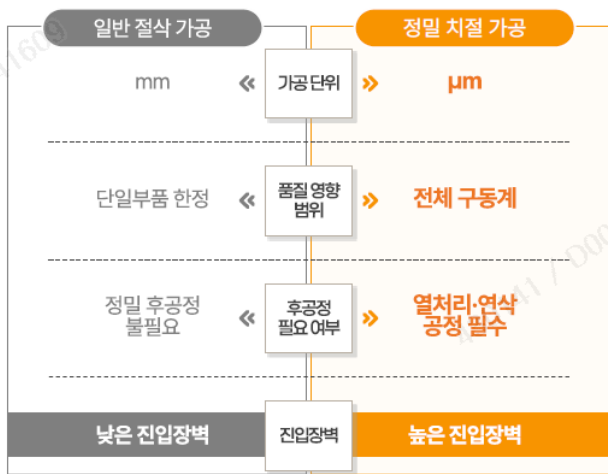 일반 절삭 가공
정밀 치절 가공
mm
«
가공 단위
»
μm
단일부품 한정
«
품질 영향
범위
»
전체 구동계
정밀 후공정
불필요
«
후공정
필요 여부
»
열처리·연삭
공정 필수
낮은 진입장벽
진입장벽
높은 진입장벽